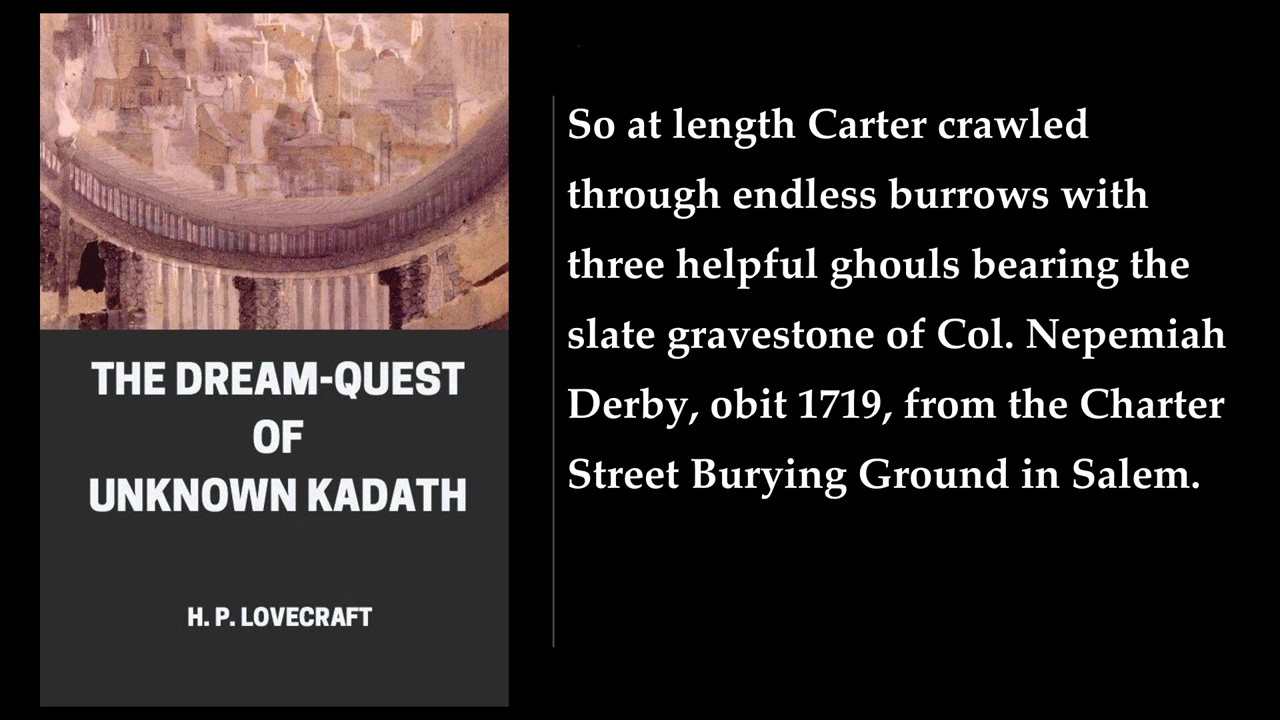 THE DREAM-QUEST
OF
UNKNOWN KADATH
H. P. LOVECRAFT
So at length Carter crawled
through endless burrows with
three helpful ghouls bearing the
slate gravestone of Col. Nepemiah
Derby, obit 1719, from the Charter
Street Burying Ground in Salem.